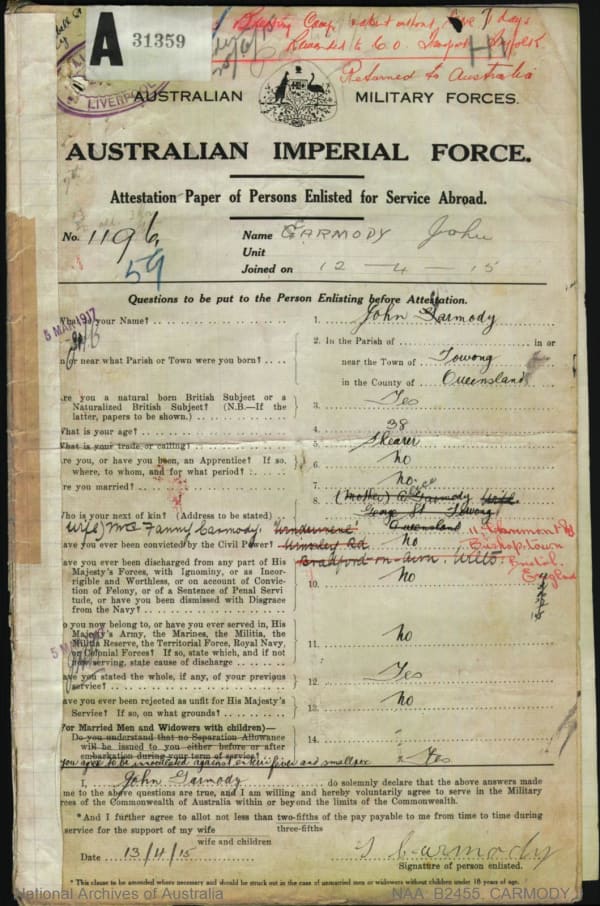 A 31359
days
Returned to Australia
LIVERPOOL
AUSTRALIAN MILITARY FORCES.
AUSTRALIAN IMPERIAL FORCE.
Attestation Paper of Persons Enlisted for Service Abroad.
No. 1196
59
Name CARMODY John
Unit
Joined on 12 - 4 - 15
Questions to be put to the Person Enlisting before Attestation.
5 MAY 1917
What is your Name? 1. John Carmody
In or near what Parish or Town were you born? 2. In the Parish of in or
near the Town of Towong
in the County of Queensland
Are you a natural born British Subject or a
Naturalized British Subject? (N.B.—If the
latter, papers to be shown.) 3. Yes
What is your age? 4. 38
What is your trade or calling? 5. Shearer
Are you, or have you been, an Apprentice? If so,
where, to whom, and for what period? 6. No
Are you married? 7. No.
8. (Mother) Carmody
George St Towong
Who is your next of kin? (Address to be stated)
Queensland
(Wife) Mrs Fanny Carmody.
Bishopstown
Bristol
England
Have you ever been convicted by the Civil Power?
Bradford-on-Avon. Wilts
Have you ever been discharged from any part of His
Majesty's Forces, with Ignominy, or as Incor-
rigible and Worthless, or on account of Convic-
tion of Felony, or of a Sentence of Penal Servi-
tude, or have you been dismissed with Disgrace
from the Navy? 10. No
Do you now belong to, or have you ever served in, His
Majesty's Army, the Marines, the Militia, the
Militia Reserve, the Territorial Force, Royal Navy,
or Colonial Forces? If so, state which, and if not
now serving, state cause of discharge 11. No
Have you stated the whole, if any, of your previous
service? 12. Yes
Have you ever been rejected as unfit for His Majesty's
Service? If so, on what grounds? 13. No
(For Married Men and Widowers with children)—
Do you understand that no Separation Allowance
will be issued to you either before or after
embarkation during your term of service? 14.
you agree to be inoculated against enteric fever and smallpox Yes
I, John Carmody do solemnly declare that the above answers made
me to the above questions are true, and I am willing and hereby voluntarily agree to serve in the Military
Forces of the Commonwealth of Australia within or beyond the limits of the Commonwealth.
*And I further agree to allot not less than two-fifths of the pay payable to me from time to time during
three-fifths
service for the support of my wife
wife and children
Date 13/4/15 J Carmody
Signature of person enlisted.
* This clause to be amended where necessary and should be struck out in the case of unmarried men or widowers without children under 18 years of age.
National Archives of Australia NAA: B2455, CARMODY